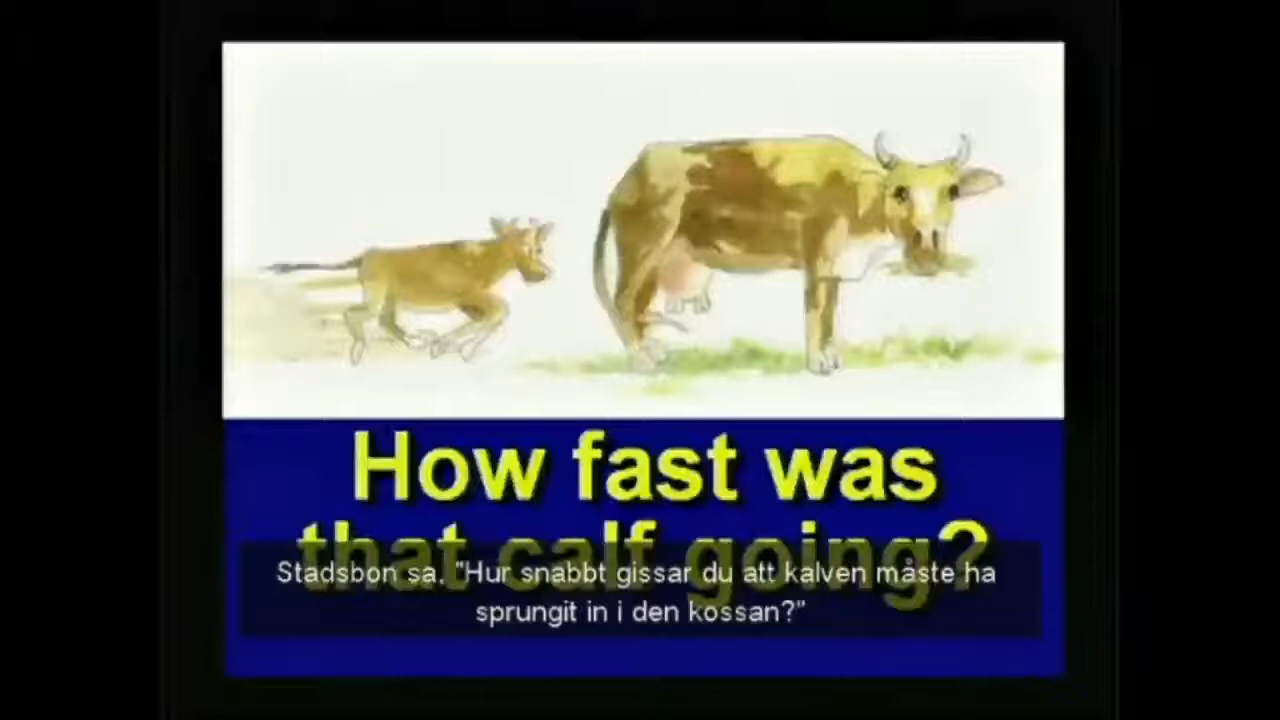 How fast was
that calf going?
Stadsbon sa, "Hur snabbt gissar du att kalven måste ha
sprungit in i den kossan?"